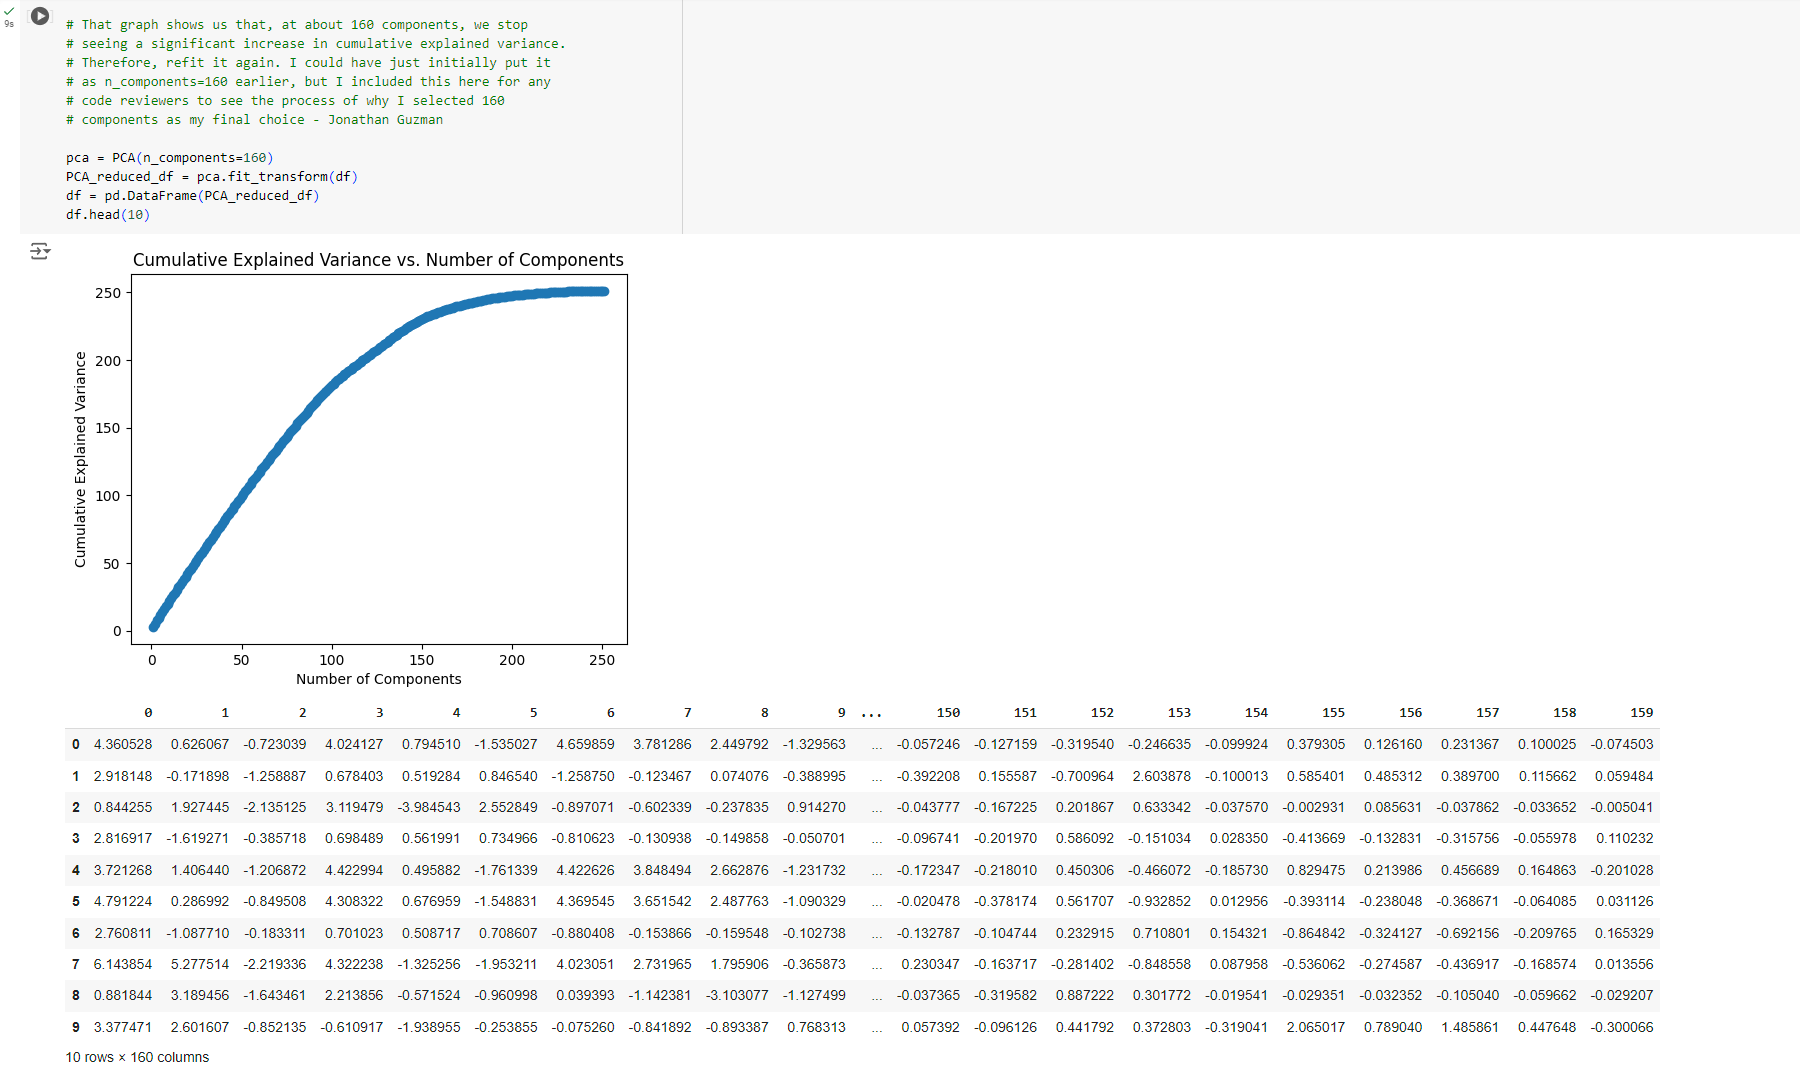 9s
# That graph shows us that, at about 160 components, we stop
# seeing a significant increase in cumulative explained variance.
# Therefore, refit it again. I could have just initially put it
# as n_components=160 earlier, but I included this here for any
# code reviewers to see the process of why I selected 160
# components as my final choice - Jonathan Guzman
pca = PCA(n_components=160)
PCA_reduced_df = pca.fit_transform(df)
df = pd.DataFrame(PCA_reduced_df)
df.head(10)
Cumulative Explained Variance vs. Number of Components
Cumulative Explained Variance
250
200
150
100
50
0
0 50 100 150 200 250
Number of Components
0 1 2 3 4 5 6 7 8 9 ... 150 151 152 153 154 155 156 157 158 159
0 4.360528 0.626067 -0.723039 4.024127 0.794510 -1.535027 4.659859 3.781286 2.449792 -1.329563 ... -0.057246 -0.127159 -0.319540 -0.246635 -0.099924 0.379305 0.126160 0.231367 0.100025 -0.074503
1 2.918148 -0.171898 -1.258887 0.678403 0.519284 0.846540 -1.258750 -0.123467 0.074076 -0.388995 ... -0.392208 0.155587 -0.700964 2.603878 -0.100013 0.585401 0.485312 0.389700 0.115662 0.059484
2 0.844255 1.927445 -2.135125 3.119479 -3.984543 2.552849 -0.897071 -0.602339 -0.237835 0.914270 ... -0.043777 -0.167225 0.201867 0.633342 -0.037570 -0.002931 0.085631 -0.037862 -0.033652 -0.005041
3 2.816917 -1.619271 -0.385718 0.698489 0.561991 0.734966 -0.810623 -0.130938 -0.149858 -0.050701 ... -0.096741 -0.201970 0.586092 -0.151034 0.028350 -0.413669 -0.132831 -0.315756 -0.055978 0.110232
4 3.721268 1.406440 -1.206872 4.422994 0.495882 -1.761339 4.422626 3.848494 2.662876 -1.231732 ... -0.172347 -0.218010 0.450306 -0.466072 -0.185730 0.829475 0.213986 0.456689 0.164863 -0.201028
5 4.791224 0.286992 -0.849508 4.308322 0.676959 -1.548831 4.369545 3.651542 2.487763 -1.090329 ... -0.020478 -0.378174 0.561707 -0.932852 0.012956 -0.393114 -0.238048 -0.368671 -0.064085 0.031126
6 2.760811 -1.087710 -0.183311 0.701023 0.508717 0.708607 -0.880408 -0.153866 -0.159548 -0.102738 ... -0.132787 -0.104744 0.232915 0.710801 0.154321 -0.864842 -0.324127 -0.692156 -0.209765 0.165329
7 6.143854 5.277514 -2.219336 4.322238 -1.325256 -1.953211 4.023051 2.731965 1.795906 -0.365873 ... 0.230347 -0.163717 -0.281402 -0.848558 0.087958 -0.536062 -0.274587 -0.436917 -0.168574 0.013556
8 0.881844 3.189456 -1.643461 2.213856 -0.571524 -0.960998 0.039393 -1.142381 -3.103077 -1.127499 ... -0.037365 -0.319582 0.887222 0.301772 -0.019541 -0.029351 -0.032352 -0.105040 -0.059662 -0.029207
9 3.377471 2.601607 -0.852135 -0.610917 -1.938955 -0.253855 -0.075260 -0.841892 -0.893387 0.768313 ... 0.057392 -0.096126 0.441792 0.372803 -0.319041 2.065017 0.789040 1.485861 0.447648 -0.300066
10 rows × 160 columns